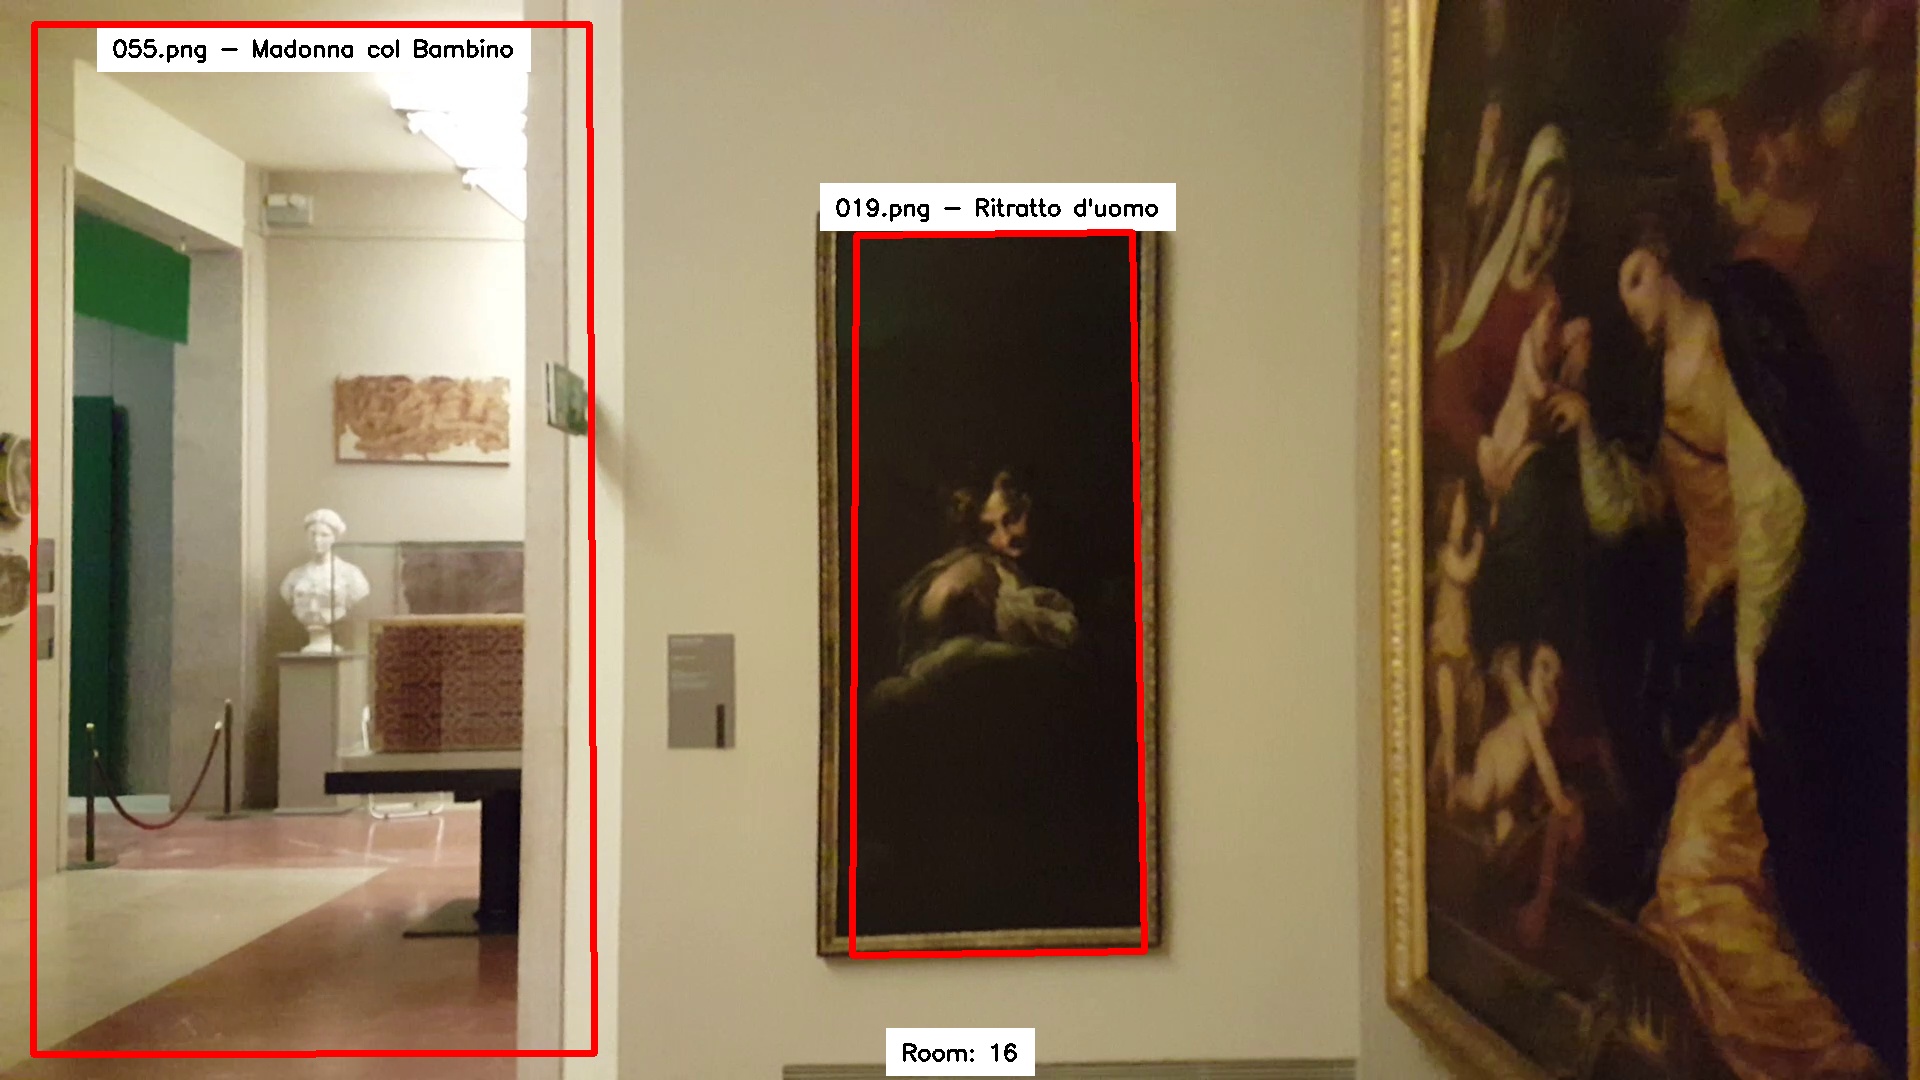 055.png – Madonna col Bambino
019.png – Ritratto d'uomo
Room: 16